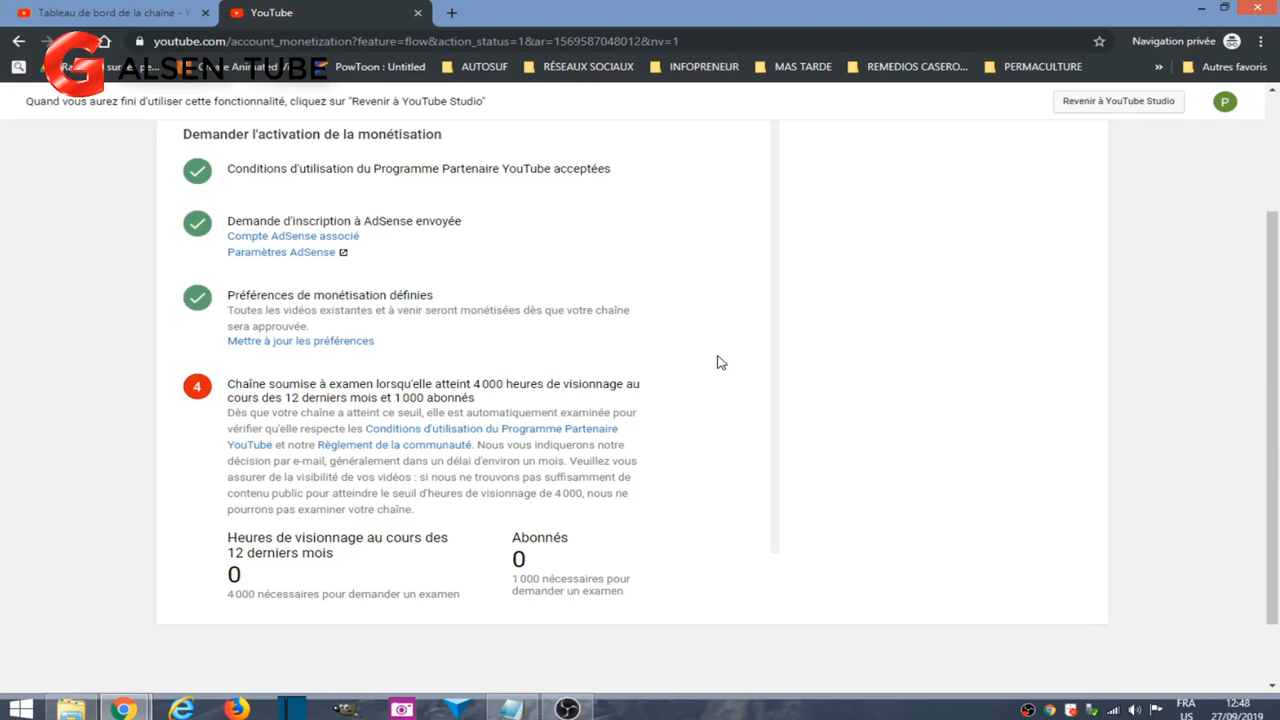 Tableau de bord de la chaîne - Y
YouTube
youtube.com/account_monetization?feature=flow&action_status=1&ar=1569587048012&nv=1
Navigation privée
GALSEN TUBE
PowToon : Untitled
AUTOSUF
RÉSEAUX SOCIAUX
INFOPRENEUR
MAS TARDE
REMEDIOS CASERO...
PERMACULTURE
»
Autres favoris
Quand vous aurez fini d'utiliser cette fonctionnalité, cliquez sur "Revenir à YouTube Studio"
Revenir à YouTube Studio
P
Demander l'activation de la monétisation
Conditions d'utilisation du Programme Partenaire YouTube acceptées
Demande d'inscription à AdSense envoyée
Compte AdSense associé
Paramètres AdSense
Préférences de monétisation définies
Toutes les vidéos existantes et à venir seront monétisées dès que votre chaîne
sera approuvée.
Mettre à jour les préférences
4
Chaîne soumise à examen lorsqu'elle atteint 4 000 heures de visionnage au
cours des 12 derniers mois et 1 000 abonnés
Dès que votre chaîne a atteint ce seuil, elle est automatiquement examinée pour
vérifier qu'elle respecte les Conditions d'utilisation du Programme Partenaire
YouTube et notre Règlement de la communauté. Nous vous indiquerons notre
décision par e-mail, généralement dans un délai d'environ un mois. Veuillez vous
assurer de la visibilité de vos vidéos : si nous ne trouvons pas suffisamment de
contenu public pour atteindre le seuil d'heures de visionnage de 4 000, nous ne
pourrons pas examiner votre chaîne.
Heures de visionnage au cours des
12 derniers mois
0
4 000 nécessaires pour demander un examen
Abonnés
0
1 000 nécessaires pour
demander un examen
FRA
US
12:48
27/09/2019